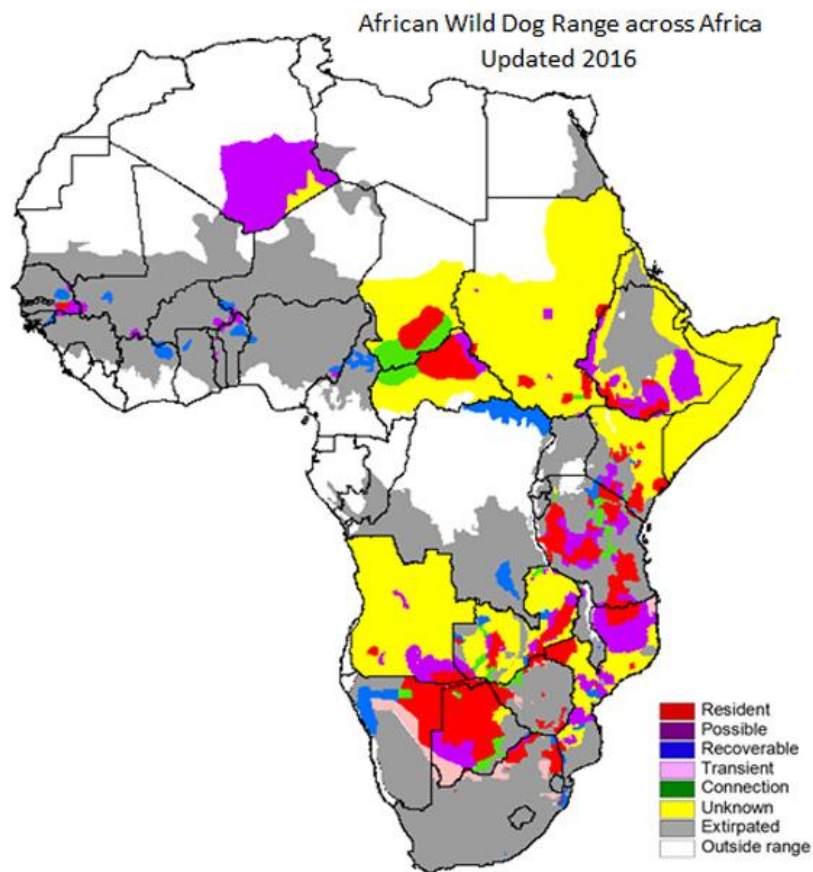 African Wild Dog Range across Africa
Updated 2016
Resident
Possible
Recoverable
Transient
Connection
Unknown
Extirpated
Outside range